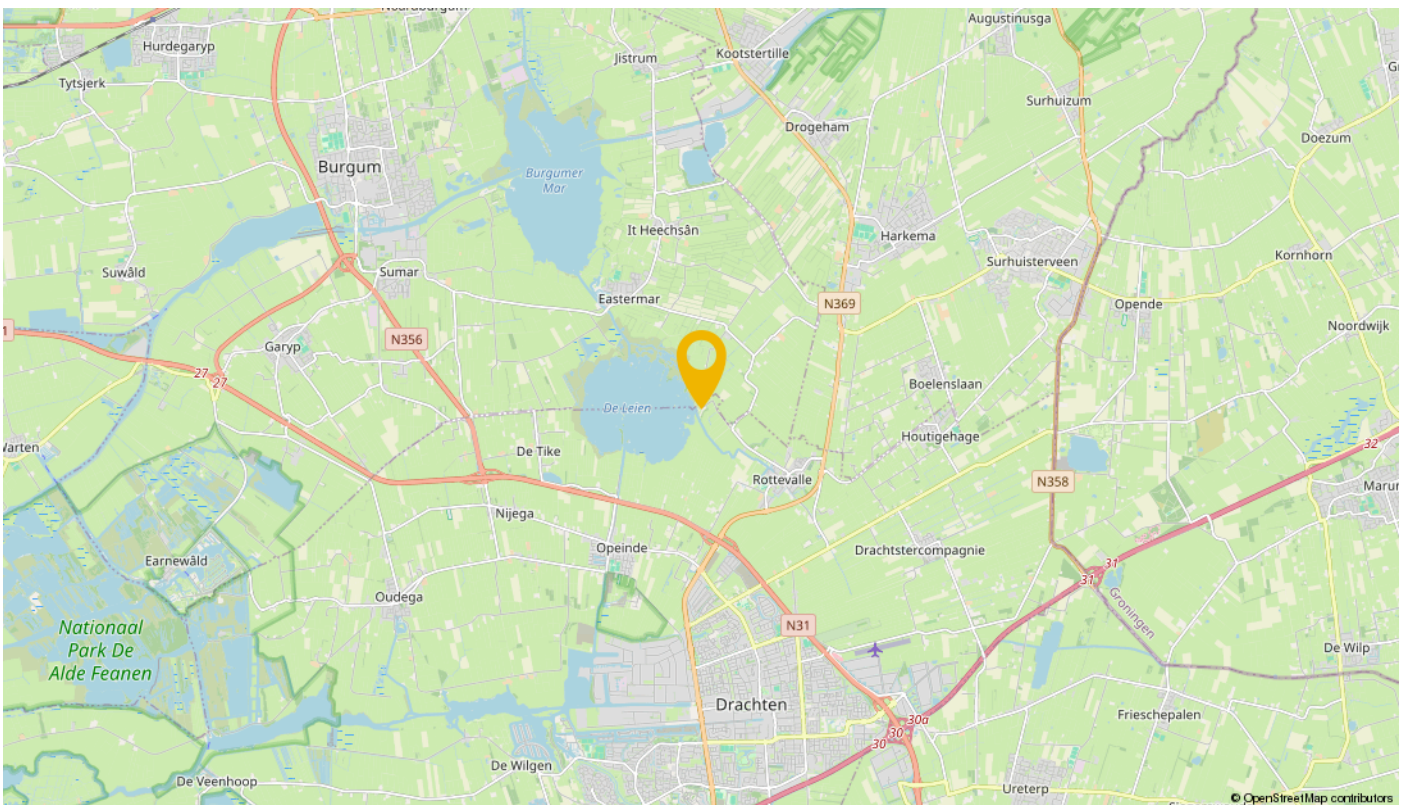 Noordburgum
Augustinusga
Hurdegaryp
Jistrum
Kootstertille
Tytsjerk
Surhuizum
Drogeham
Doezum
Burgum
Burgumer
Mar
It Heechsân
Harkema
Surhuisterveen
Kornhorn
Suwâld
Sumar
Eastermar
N369
Opende
Noordwijk
1
N356
Garyp
27
27
De Leien
Boelenslaan
Houtigehage
32
Warten
De Tike
Rottevalle
N358
Marum
Nijega
Opeinde
Drachtstercompagnie
Earnewâld
31
31
Oudega
Groningen
N31
Nationaal
Park De
Alde Feanen
De Wilp
Drachten
Frieschepalen
30a
30
30
De Veenhoop
De Wilgen
Ureterp
© OpenStreetMap contributors